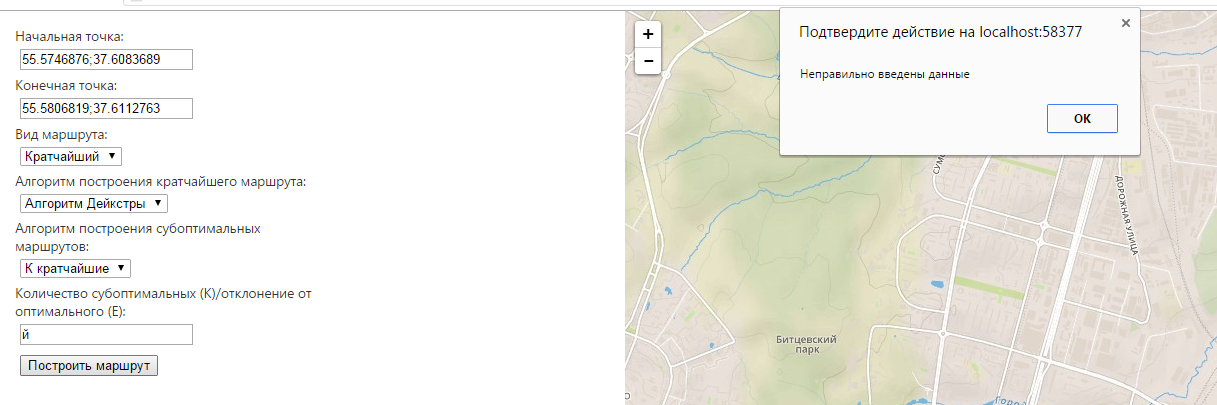 Начальная точка:
55.5746876;37.6083689
Конечная точка:
55.5806819;37.6112763
Вид маршрута:
Кратчайший
Алгоритм построения кратчайшего маршрута:
Алгоритм Дейкстры
Алгоритм построения субоптимальных
маршрутов:
К кратчайшие
Количество субоптимальных (К)/отклонение от
оптимального (Е):
й
Построить маршрут
+
−
Подтвердите действие на localhost:58377
×
Неправильно введены данные
ОК
СУМС
ДОРОЖНАЯ УЛИЦА
Битцевский
парк
Город